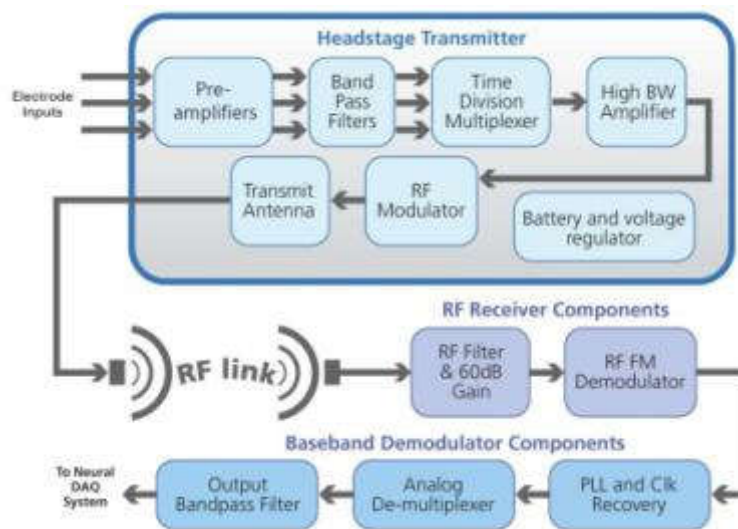 Headstage Transmitter
Electrode
Inputs
Pre-
amplifiers
Band
Pass
Filters
Time
Division
Multiplexer
High BW
Amplifier
Transmit
Antenna
RF
Modulator
Battery and voltage
regulator
RF Receiver Components
RF link
RF Filter
& 60dB
Gain
RF FM
Demodulator
Baseband Demodulator Components
To Neural
DAQ
System
Output
Bandpass Filter
Analog
De-multiplexer
PLL and Clk
Recovery